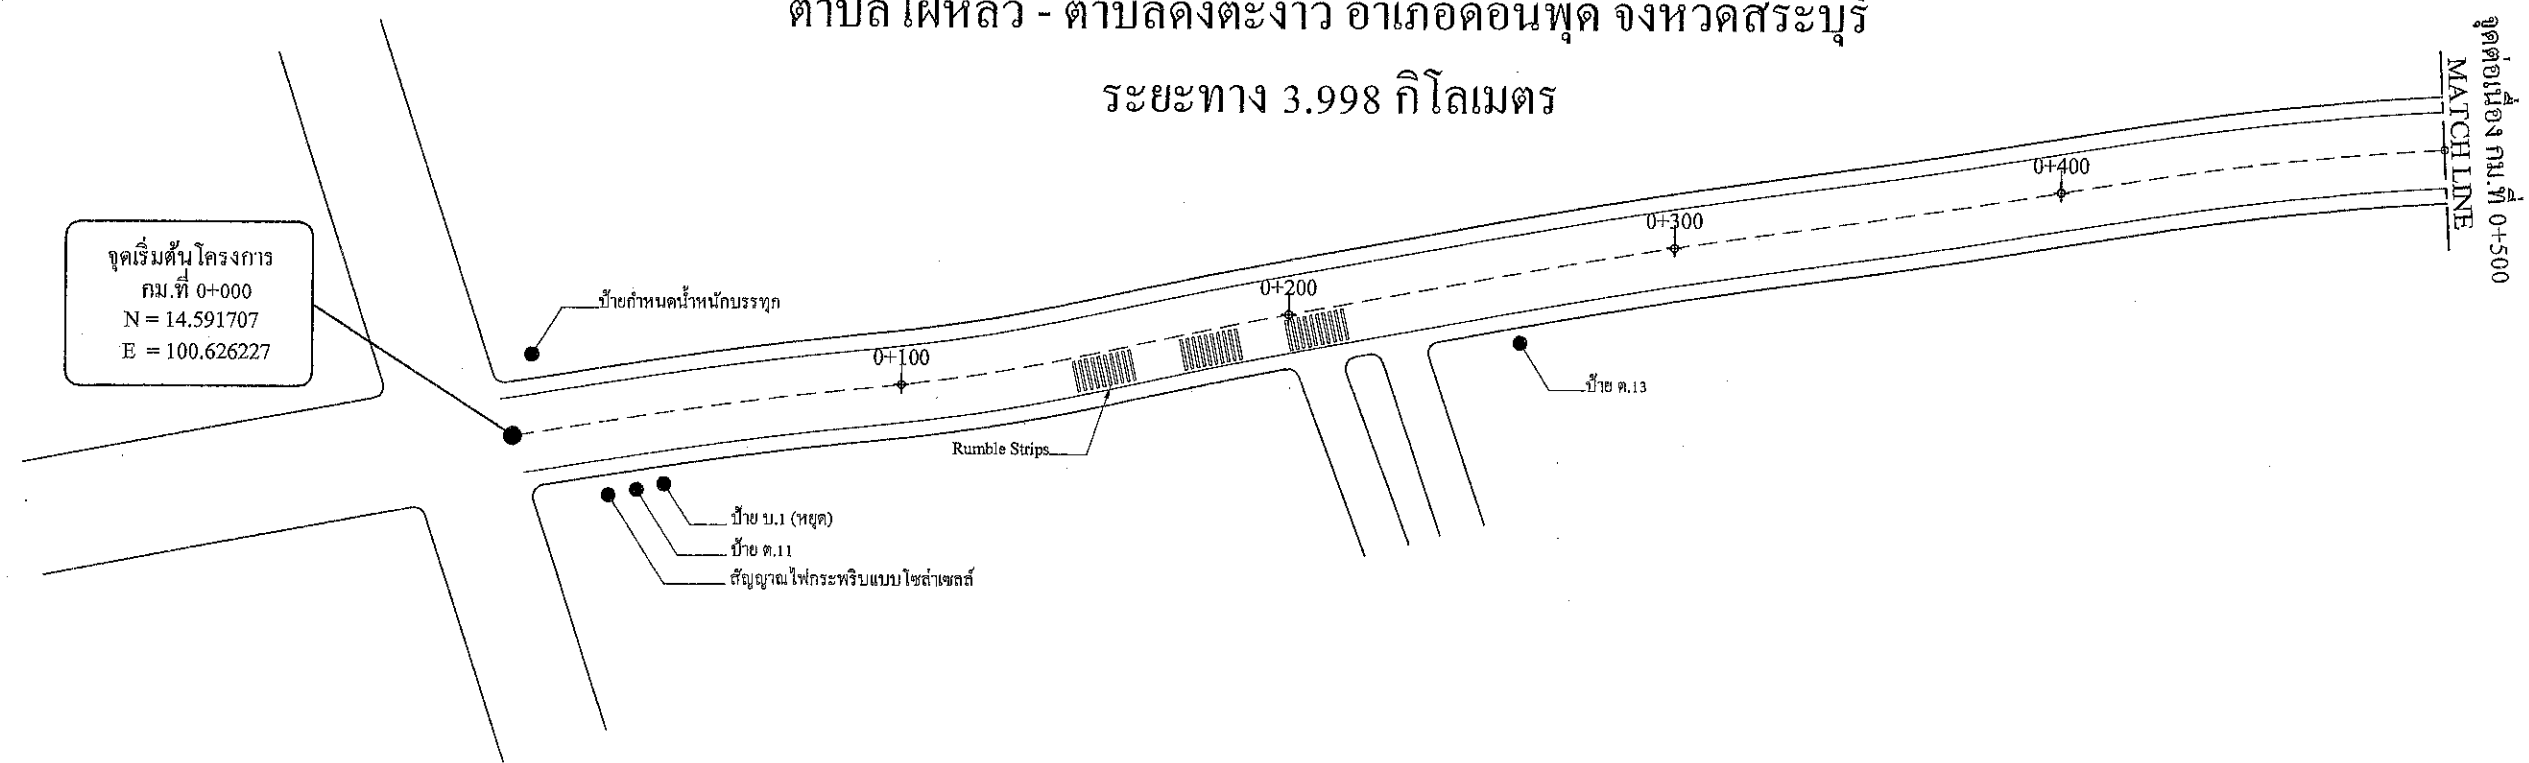 ตำบลไผ่หลิ่ว - ตำบลดงตะงาว อำเภอดอนพุด จังหวัดสระบุรี
ระยะทาง 3.998 กิโลเมตร
จุดต่อเนื่อง กม.ที่ 0+500
MATCH LINE
0+400
0+300
0+200
0+100
จุดเริ่มต้นโครงการ
กม.ที่ 0+000
N = 14.591707
E = 100.626227
ป้ายกำหนดน้ำหนักบรรทุก
ป้าย ต.13
Rumble Strips
ป้าย บ.1 (หยุด)
ป้าย ต.11
สัญญาณไฟกระพริบแบบโซล่าเซลล์